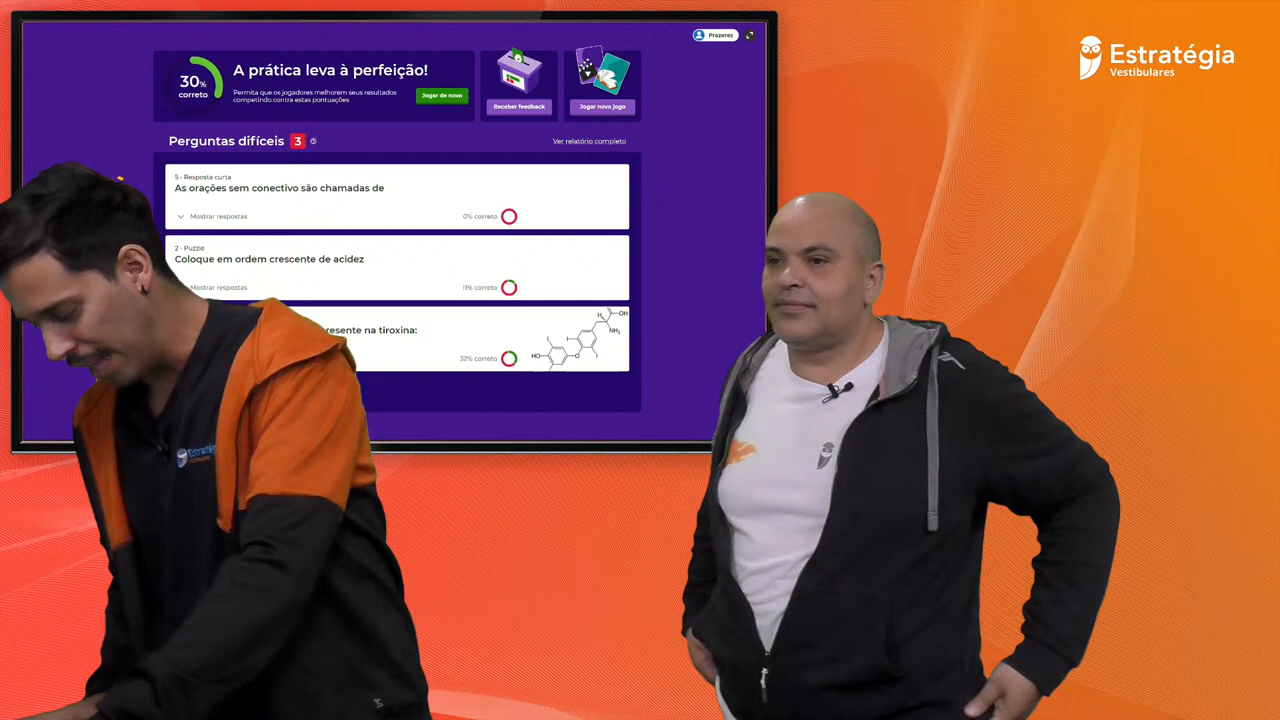 Prazeres
Estratégia
Vestibulares
30%
correto
A prática leva à perfeição!
Permita que os jogadores melhorem seus resultados
competindo contra estas pontuações
Jogar de novo
Receber feedback
Jogar novo jogo
Perguntas difíceis 3
Ver relatório completo
5 - Resposta curta
As orações sem conectivo são chamadas de
Mostrar respostas
0% correto
2 - Puzzle
Coloque em ordem crescente de acidez
Mostrar respostas
11% correto
presente na tiroxina:
32% correto
H
OH
NH₂
I
I
I
HO
O
Estratég